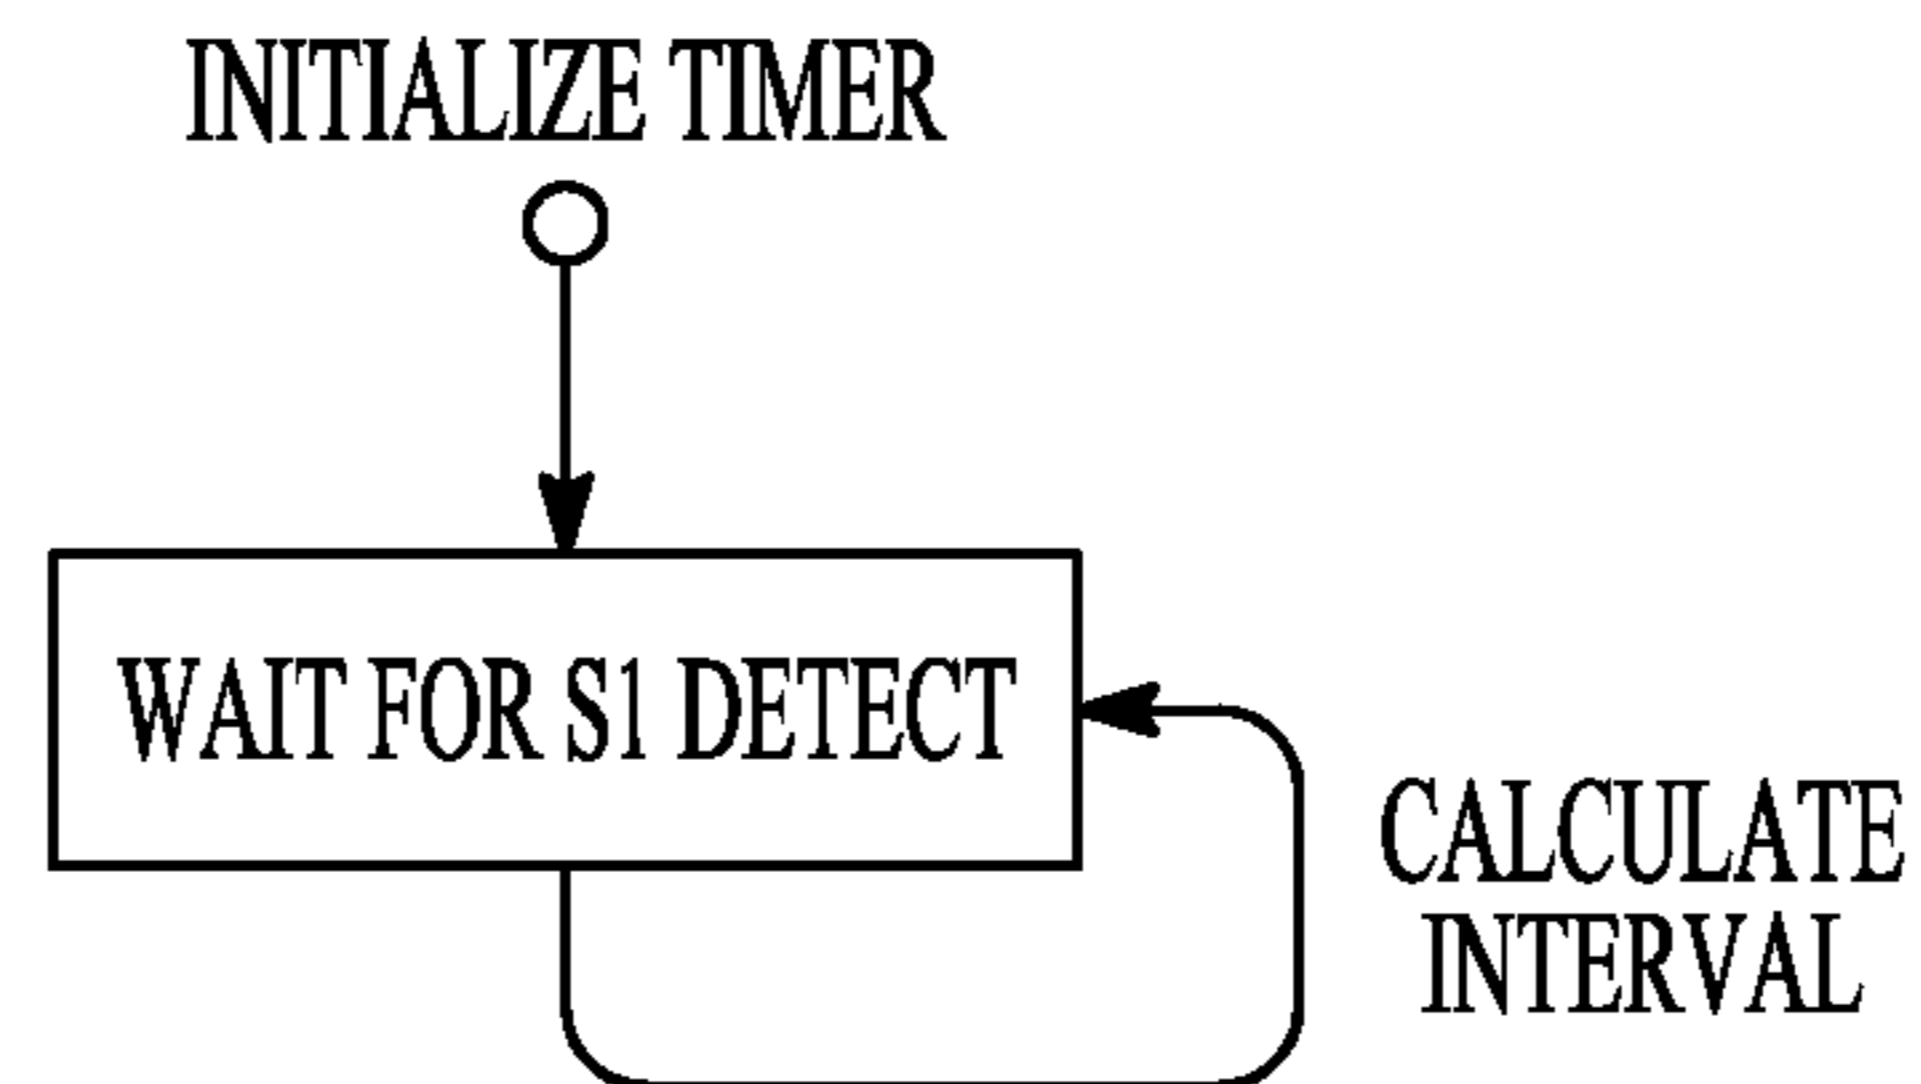 INITIALIZE TIMER
WAIT FOR S1 DETECT
CALCULATE
INTERVAL